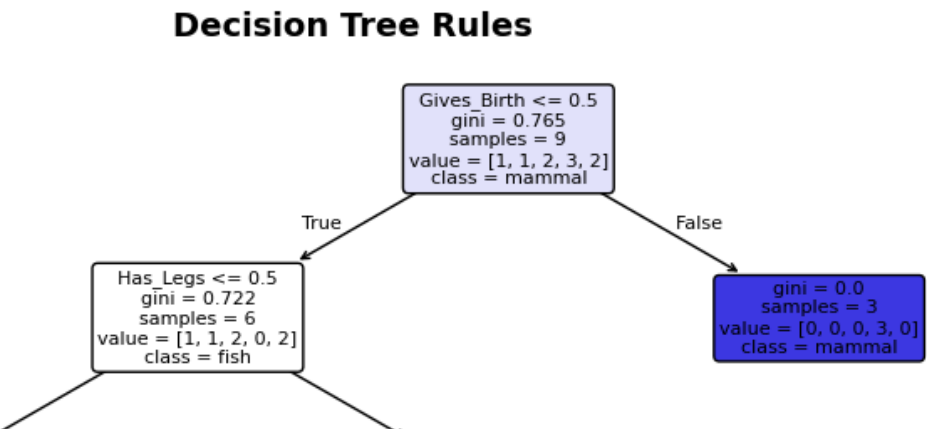 Decision Tree Rules
Gives_Birth <= 0.5
gini = 0.765
samples = 9
value = [1, 1, 2, 3, 2]
class = mammal
True
False
Has_Legs <= 0.5
gini = 0.722
samples = 6
value = [1, 1, 2, 0, 2]
class = fish
gini = 0.0
samples = 3
value = [0, 0, 0, 3, 0]
class = mammal